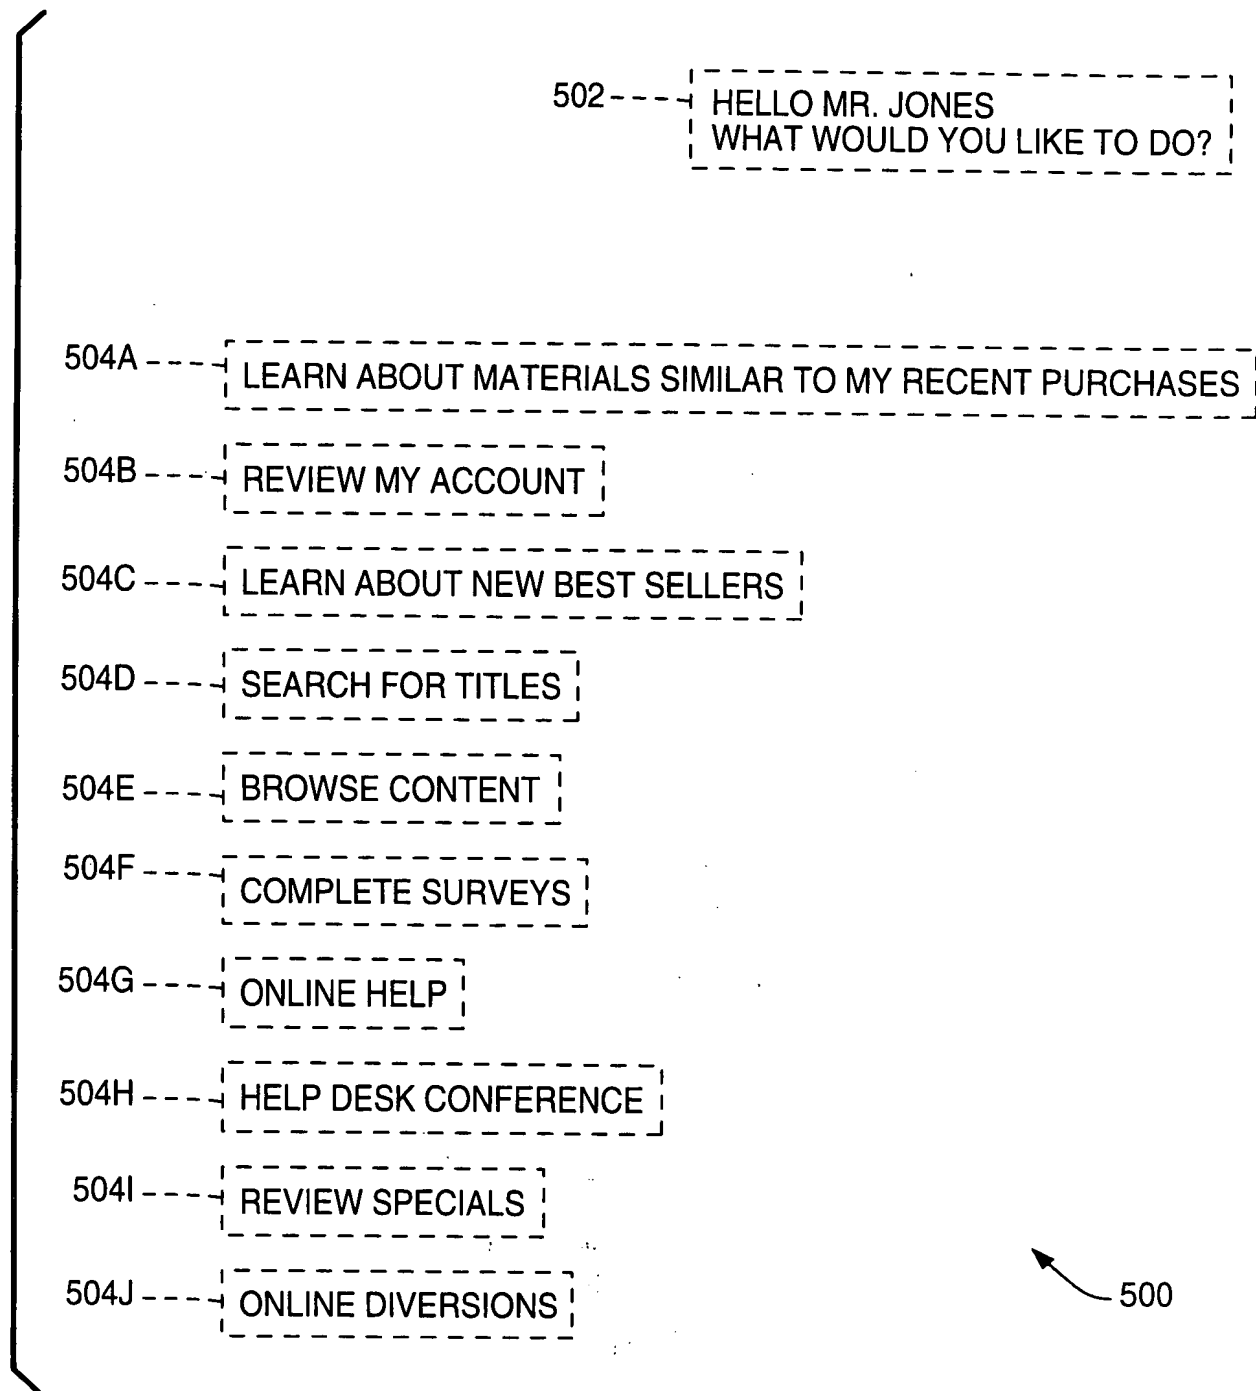 502 HELLO MR. JONES
WHAT WOULD YOU LIKE TO DO?
504A LEARN ABOUT MATERIALS SIMILAR TO MY RECENT PURCHASES
504B REVIEW MY ACCOUNT
504C LEARN ABOUT NEW BEST SELLERS
504D SEARCH FOR TITLES
504E BROWSE CONTENT
504F COMPLETE SURVEYS
504G ONLINE HELP
504H HELP DESK CONFERENCE
504I REVIEW SPECIALS
504J ONLINE DIVERSIONS
500